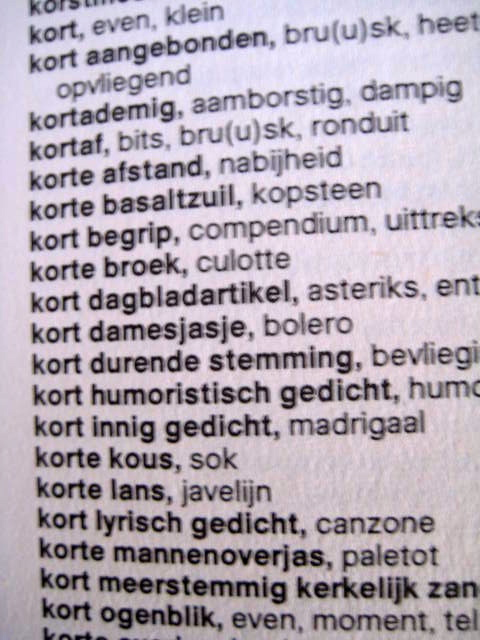 kort, even, klein
kort aangebonden, bru(u)sk, heet
opvliegend
kortademig, aamborstig, dampig
kortaf, bits, bru(u)sk, ronduit
korte afstand, nabijheid
korte basaltzuil, kopsteen
kort begrip, compendium, uittreks
korte broek, culotte
kort dagbladartikel, asteriks, ent
kort damesjasje, bolero
kort durende stemming, bevliegi
kort humoristisch gedicht, humo
kort innig gedicht, madrigaal
korte kous, sok
korte lans, javelijn
kort lyrisch gedicht, canzone
korte mannenoverjas, paletot
kort meerstemmig kerkelijk zan
kort ogenblik, even, moment, tel